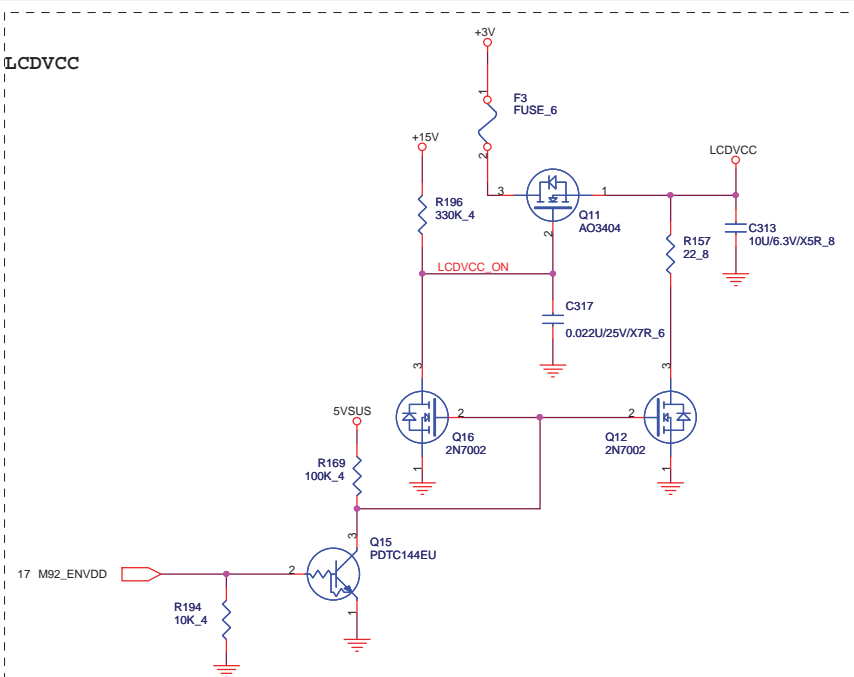 LCDVCC
+3V
1
F3
FUSE_6
2
+15V
LCDVCC
3
1
R196
330K_4
Q11
AO3404
2
C313
10U/6.3V/X5R_8
R157
22_8
LCDVCC_ON
C317
0.022U/25V/X7R_6
3
3
5VSUS
2
2
Q16
2N7002
Q12
2N7002
R169
100K_4
1
1
3
Q15
PDTC144EU
17 M92_ENVDD
2
R194
10K_4
1